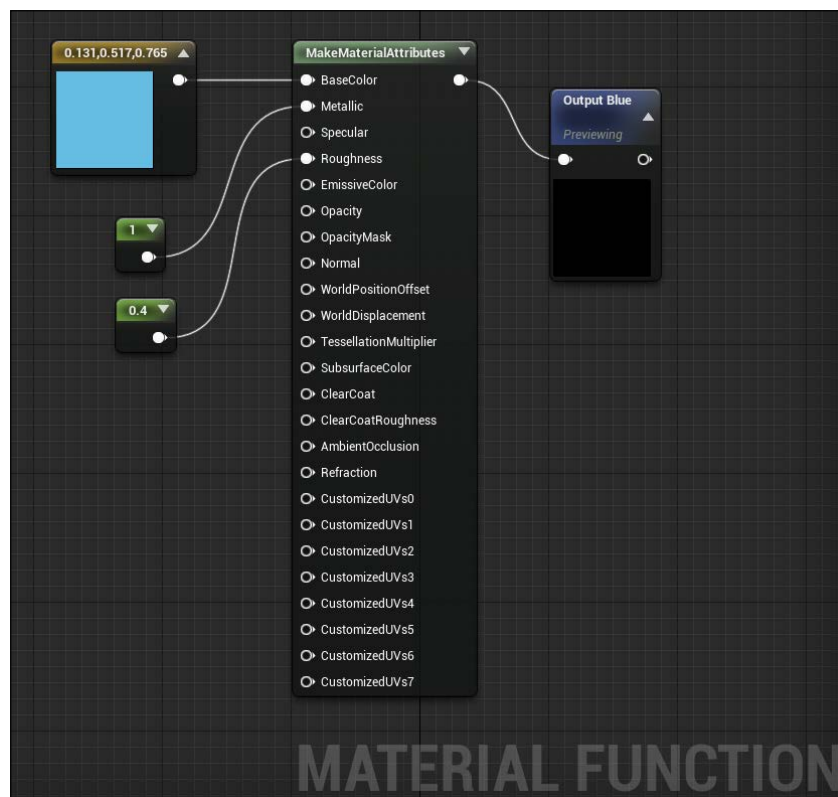 0.131,0.517,0.765
1
0.4
MakeMaterialAttributes
BaseColor
Metallic
Specular
Roughness
EmissiveColor
Opacity
OpacityMask
Normal
WorldPositionOffset
WorldDisplacement
TessellationMultiplier
SubsurfaceColor
ClearCoat
ClearCoatRoughness
AmbientOcclusion
Refraction
CustomizedUVs0
CustomizedUVs1
CustomizedUVs2
CustomizedUVs3
CustomizedUVs4
CustomizedUVs5
CustomizedUVs6
CustomizedUVs7
Output Blue
Previewing
MATERIAL FUNCTION